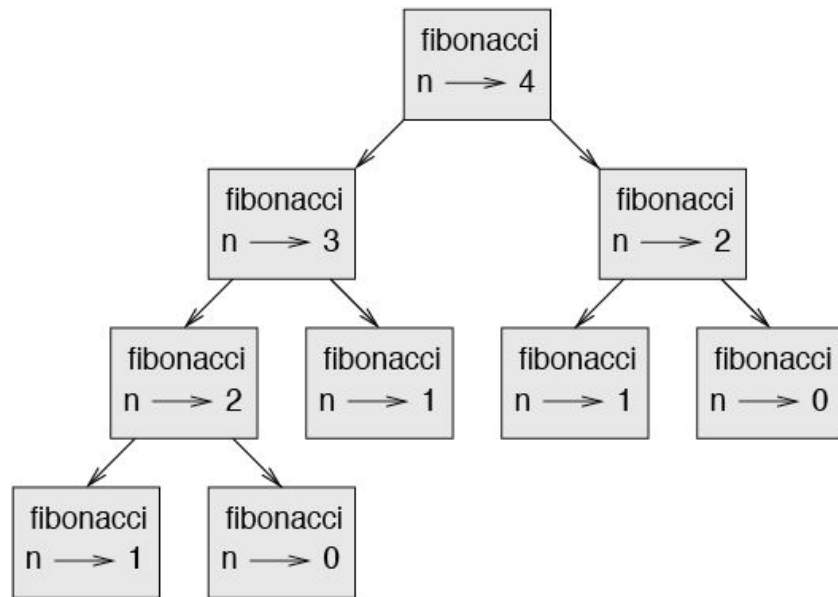 fibonacci
n ⟶ 4
fibonacci
n ⟶ 3
fibonacci
n ⟶ 2
fibonacci
n ⟶ 2
fibonacci
n ⟶ 1
fibonacci
n ⟶ 1
fibonacci
n ⟶ 0
fibonacci
n ⟶ 1
fibonacci
n ⟶ 0